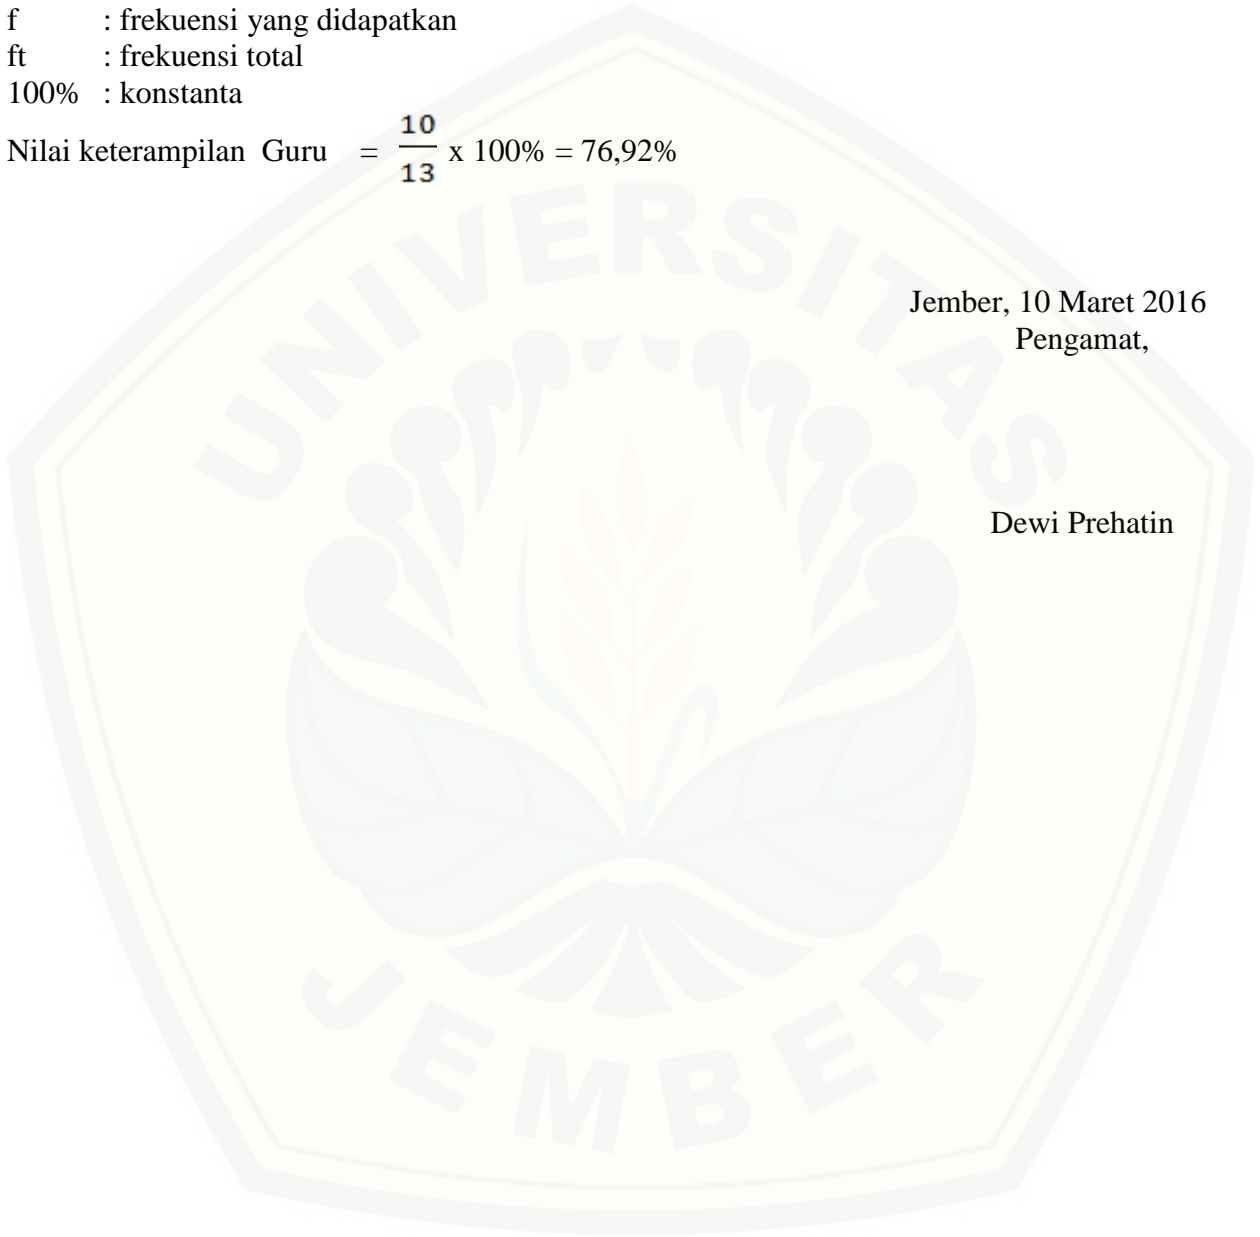 f : frekuensi yang didapatkan
ft : frekuensi total
100% : konstanta
Nilai keterampilan Guru = 10/13 x 100% = 76,92%
Jember, 10 Maret 2016
Pengamat,
Dewi Prehatin
UNIVERSITAS
JEMBER